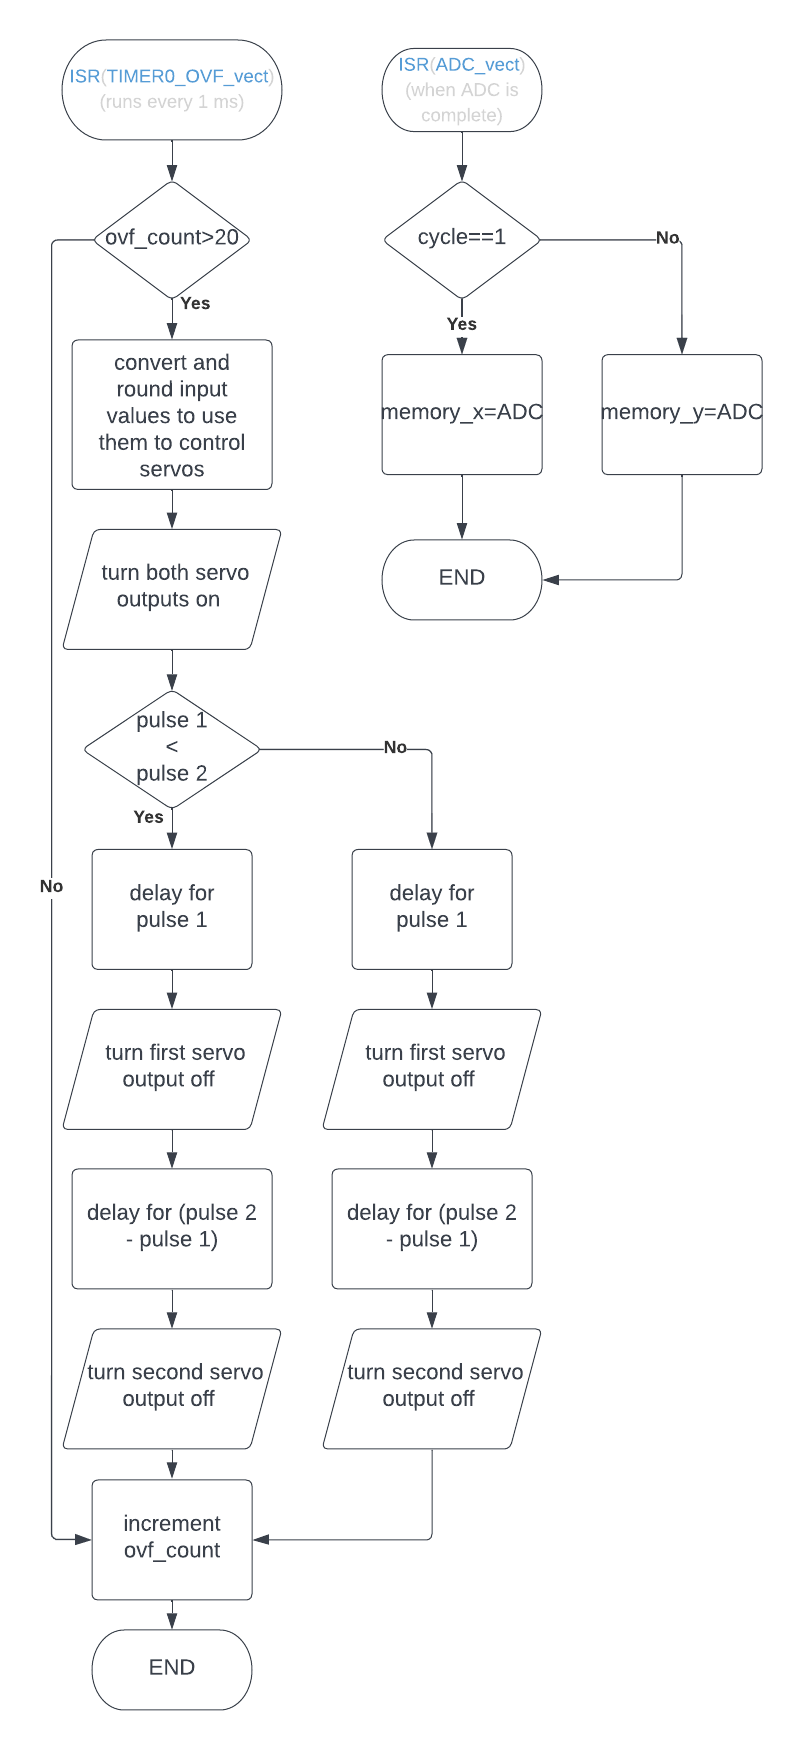 ISR(TIMER0_OVF_vect)
(runs every 1 ms)
ovf_count>20
Yes
convert and
round input
values to use
them to control
servos
turn both servo
outputs on
pulse 1
<
pulse 2
No
Yes
No
delay for
pulse 1
turn first servo
output off
delay for (pulse 2
- pulse 1)
turn second servo
output off
delay for
pulse 1
turn first servo
output off
delay for (pulse 2
- pulse 1)
turn second servo
output off
increment
ovf_count
END
ISR(ADC_vect)
(when ADC is
complete)
cycle==1
No
Yes
memory_x=ADC
memory_y=ADC
END